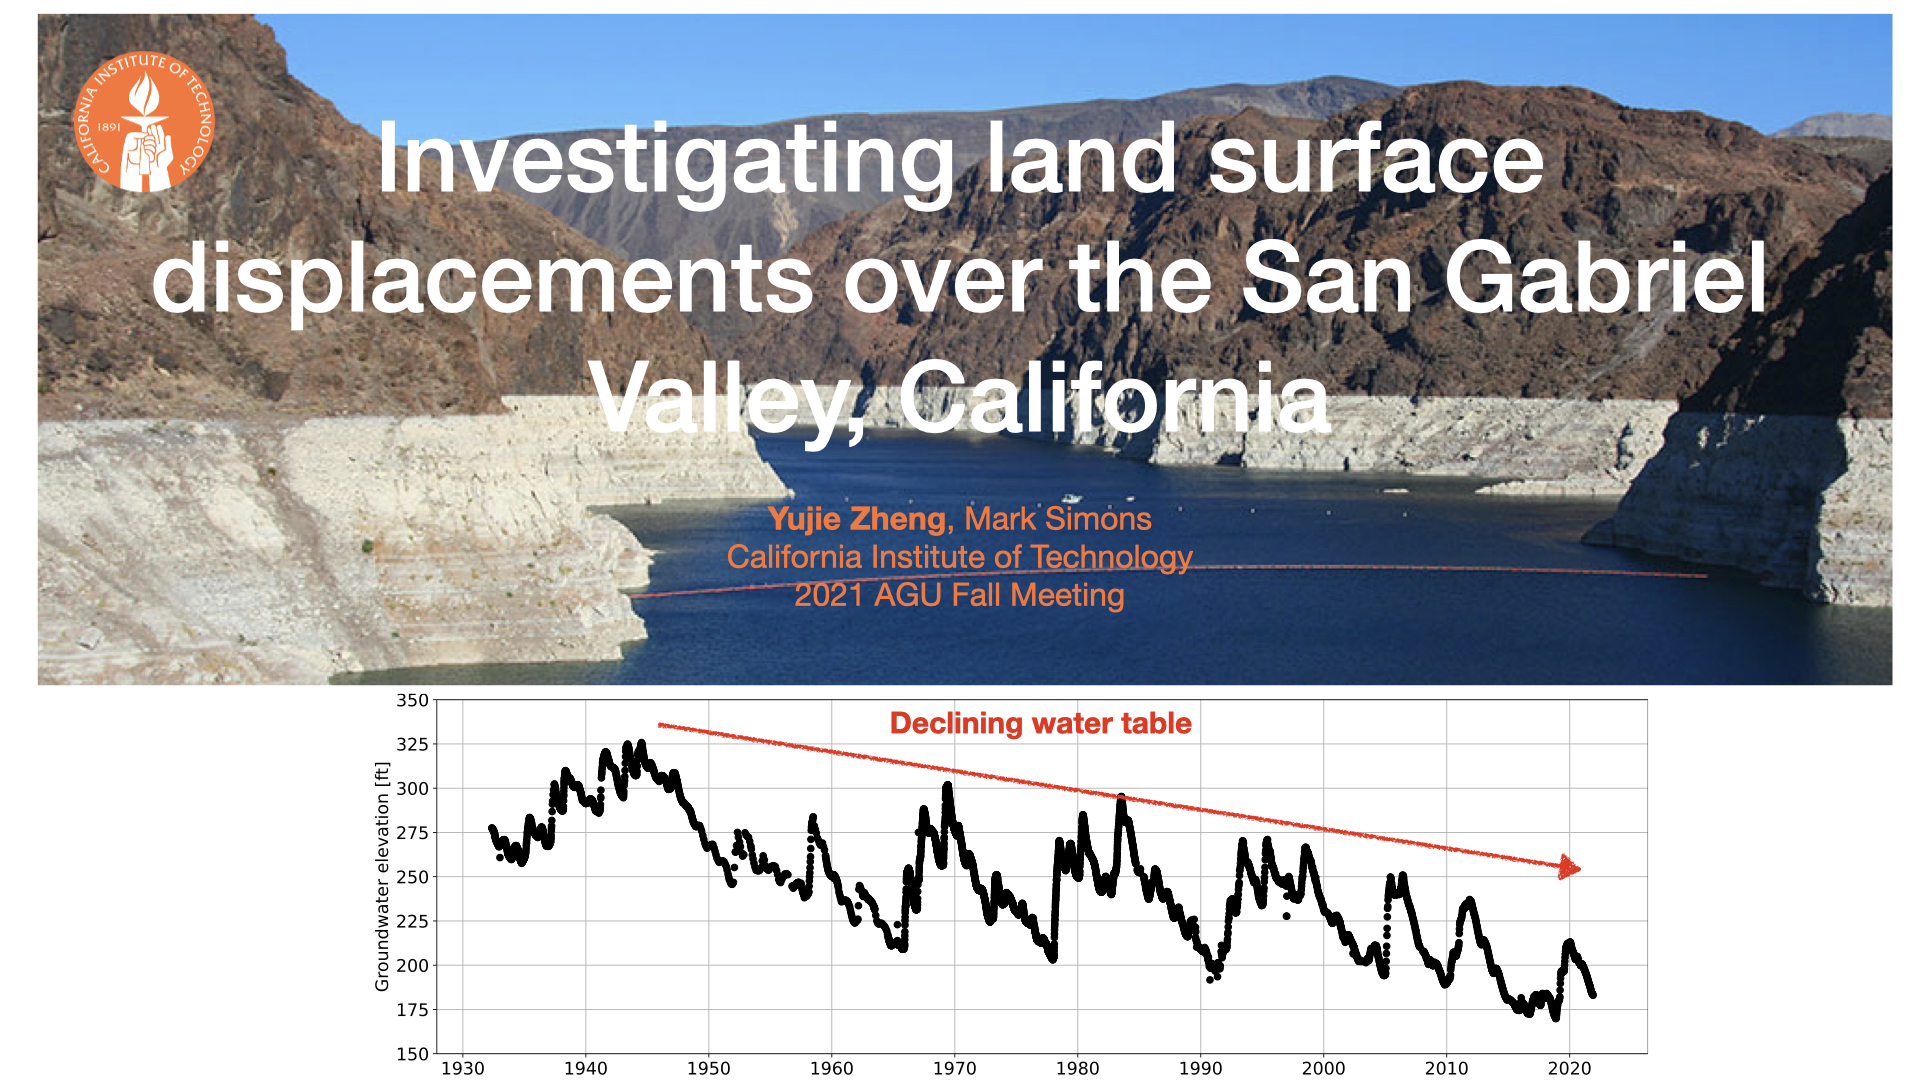 CALIFORNIA INSTITUTE OF TECHNOLOGY
1891
Investigating land surface
displacements over the San Gabriel
Valley, California
Yujie Zheng, Mark Simons
California Institute of Technology
2021 AGU Fall Meeting
Declining water table
Groundwater elevation [ft]
350
325
300
275
250
225
200
175
150
1930 1940 1950 1960 1970 1980 1990 2000 2010 2020